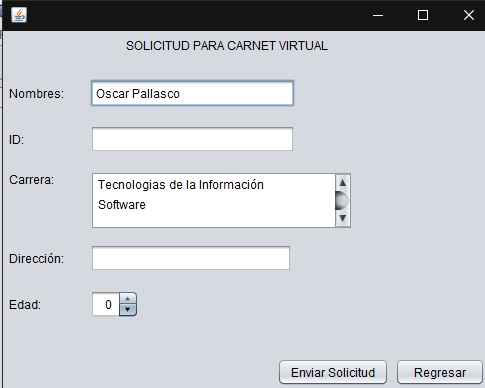 SOLICITUD PARA CARNET VIRTUAL
Nombres: Oscar Pallasco
ID:
Carrera: Tecnologias de la Información
Software
Dirección:
Edad: 0
Enviar Solicitud Regresar